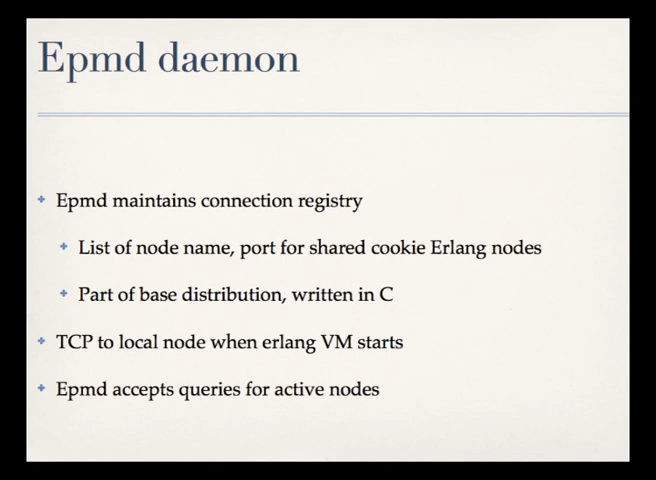 Epmd daemon
Epmd maintains connection registry
List of node name, port for shared cookie Erlang nodes
Part of base distribution, written in C
TCP to local node when erlang VM starts
Epmd accepts queries for active nodes